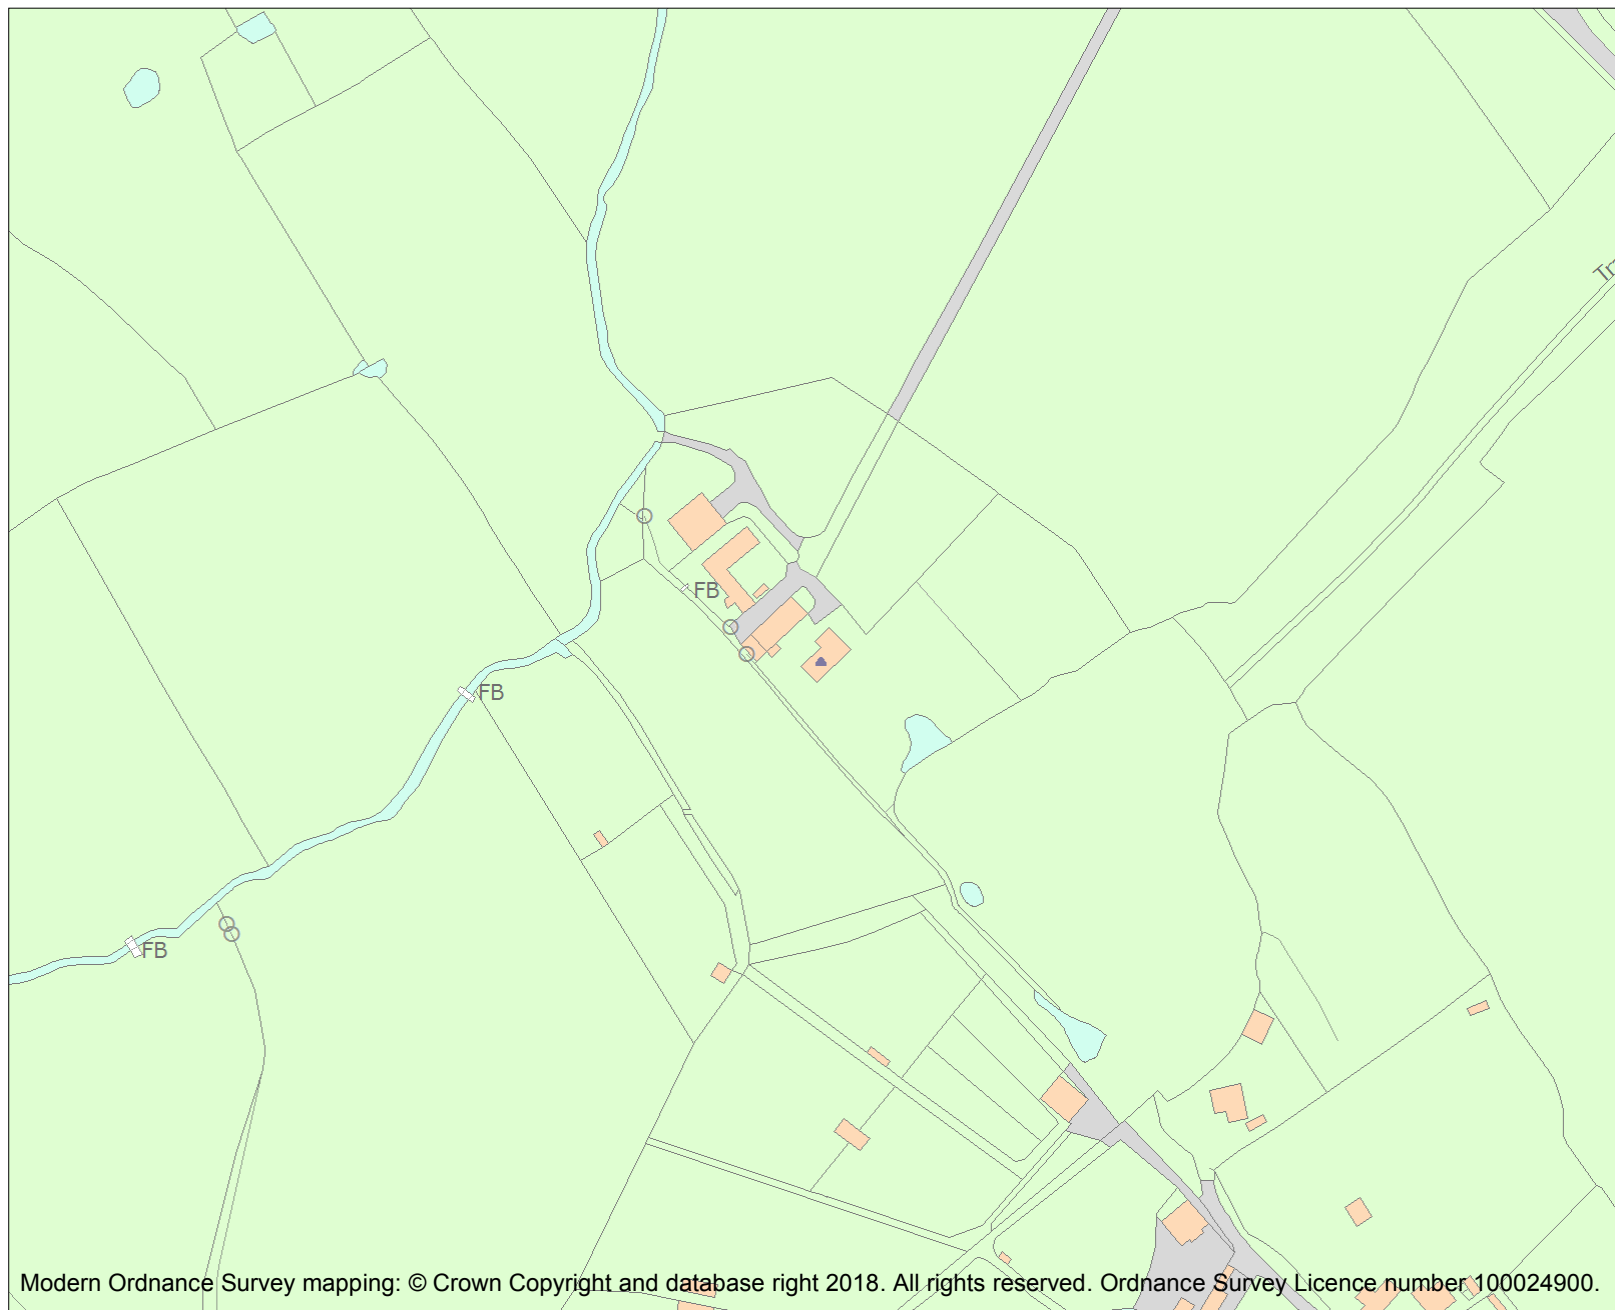 Tr
FB
FB
FB
Modern Ordnance Survey mapping: © Crown Copyright and database right 2018. All rights reserved. Ordnance Survey Licence number 100024900.